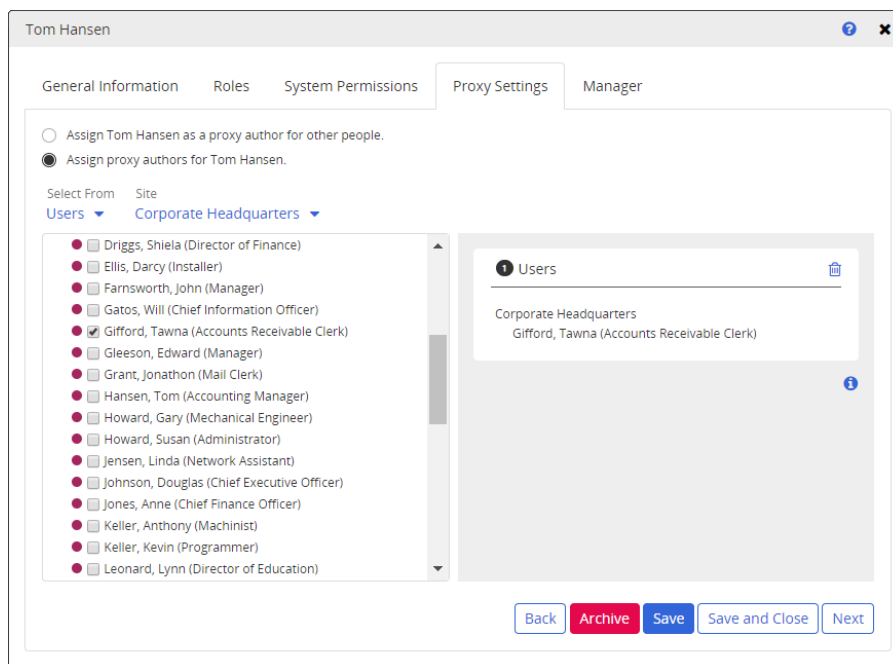 Tom Hansen
General Information Roles System Permissions Proxy Settings Manager
Assign Tom Hansen as a proxy author for other people.
Assign proxy authors for Tom Hansen.
Select From Site
Users Corporate Headquarters
Driggs, Shiela (Director of Finance)
Ellis, Darcy (Installer)
Farnsworth, John (Manager)
Gatos, Will (Chief Information Officer)
Gifford, Tawna (Accounts Receivable Clerk)
Gleeson, Edward (Manager)
Grant, Jonathon (Mail Clerk)
Hansen, Tom (Accounting Manager)
Howard, Gary (Mechanical Engineer)
Howard, Susan (Administrator)
Jensen, Linda (Network Assistant)
Johnson, Douglas (Chief Executive Officer)
Jones, Anne (Chief Finance Officer)
Keller, Anthony (Machinist)
Keller, Kevin (Programmer)
Leonard, Lynn (Director of Education)
1 Users
Corporate Headquarters
Gifford, Tawna (Accounts Receivable Clerk)
Back Archive Save Save and Close Next